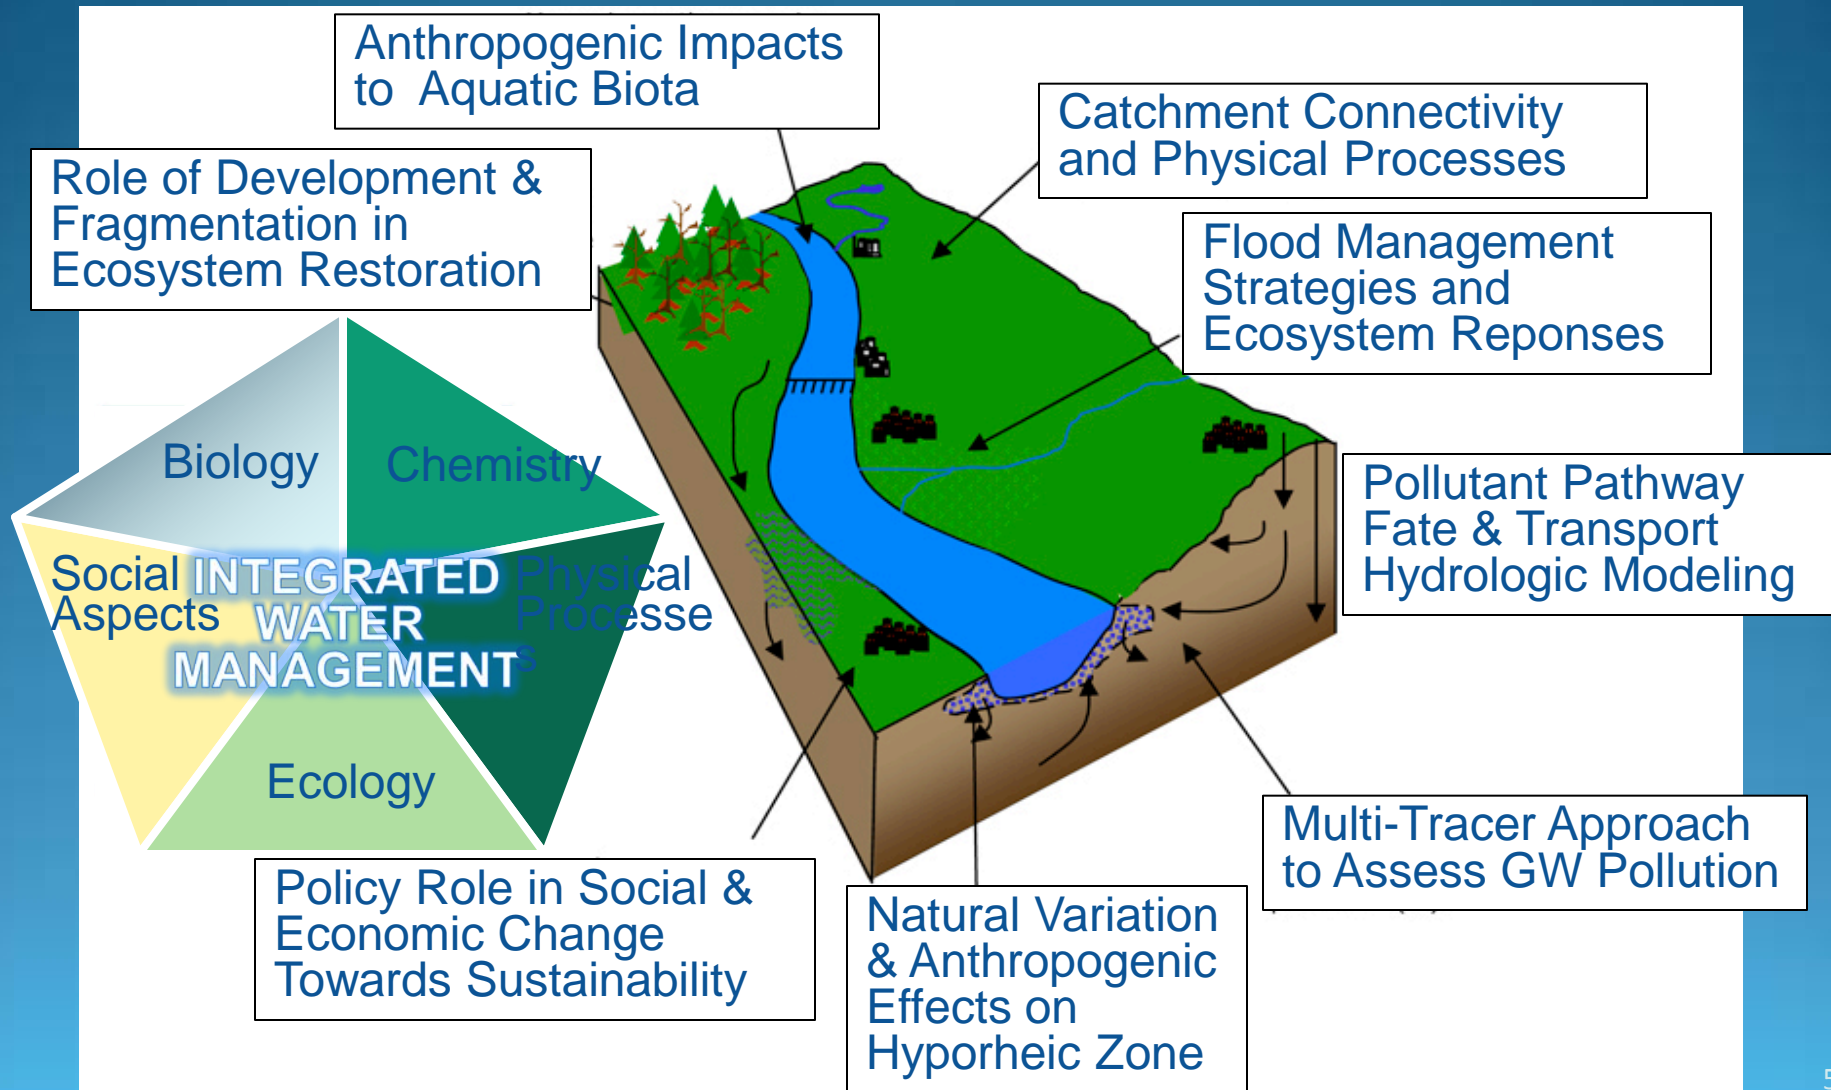 Anthropogenic Impacts
to Aquatic Biota
Catchment Connectivity
and Physical Processes
Role of Development &
Fragmentation in
Ecosystem Restoration
Flood Management
Strategies and
Ecosystem Reponses
Biology
Chemistry
Social
Aspects
INTEGRATED
WATER
MANAGEMENT
Physical
Processe
s
Ecology
Pollutant Pathway
Fate & Transport
Hydrologic Modeling
Multi-Tracer Approach
to Assess GW Pollution
Policy Role in Social &
Economic Change
Towards Sustainability
Natural Variation
& Anthropogenic
Effects on
Hyporheic Zone